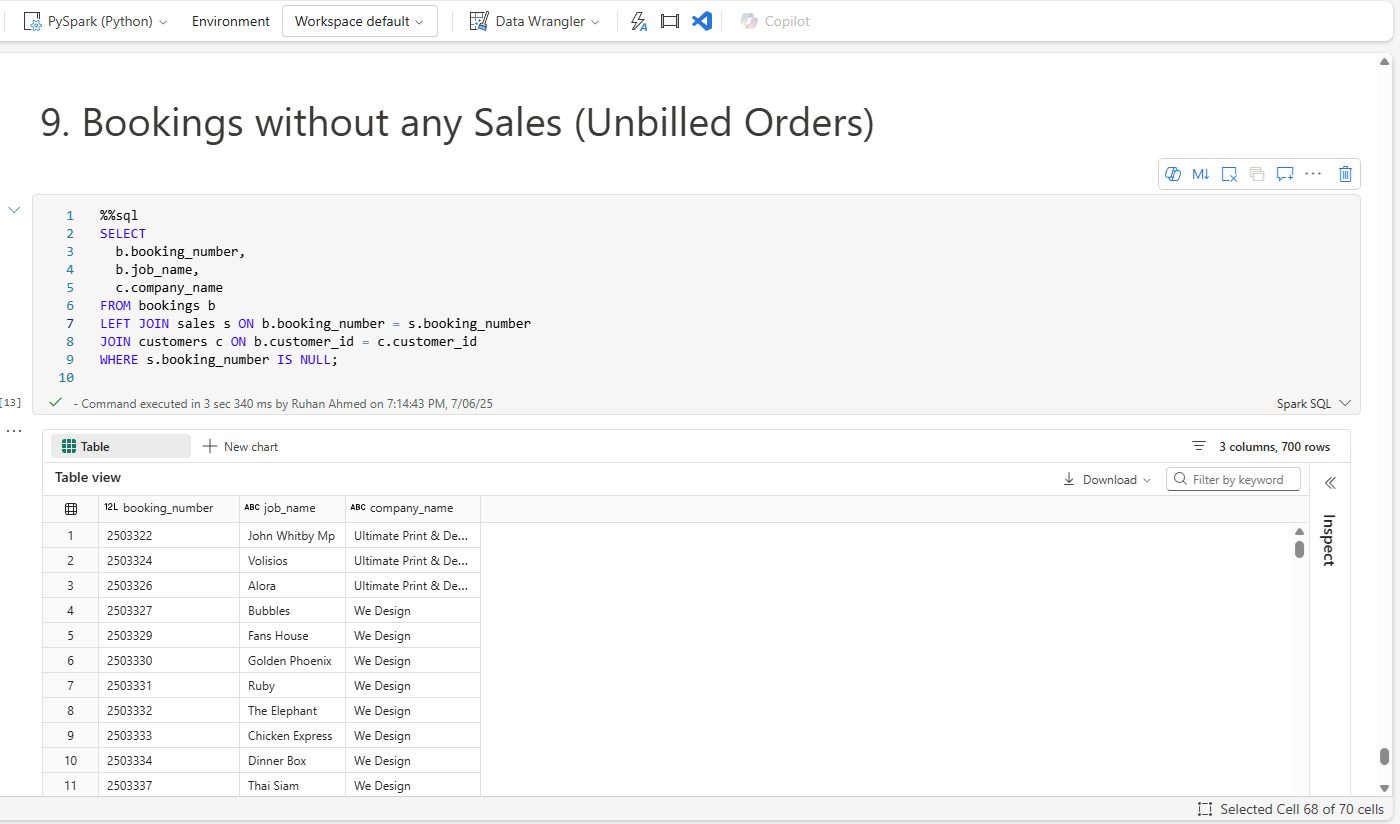 PySpark (Python) Environment Workspace default Data Wrangler Copilot
9. Bookings without any Sales (Unbilled Orders)
M↓ ...
1 %%sql
2 SELECT
3 b.booking_number,
4 b.job_name,
5 c.company_name
6 FROM bookings b
7 LEFT JOIN sales s ON b.booking_number = s.booking_number
8 JOIN customers c ON b.customer_id = c.customer_id
9 WHERE s.booking_number IS NULL;
10
[13] - Command executed in 3 sec 340 ms by Ruhan Ahmed on 7:14:43 PM, 7/06/25 Spark SQL
Table New chart 3 columns, 700 rows
Table view Download Filter by keyword
12L booking_number ABC job_name ABC company_name
Inspect
1 2503322 John Whitby Mp Ultimate Print & De...
2 2503324 Volisios Ultimate Print & De...
3 2503326 Alora Ultimate Print & De...
4 2503327 Bubbles We Design
5 2503329 Fans House We Design
6 2503330 Golden Phoenix We Design
7 2503331 Ruby We Design
8 2503332 The Elephant We Design
9 2503333 Chicken Express We Design
10 2503334 Dinner Box We Design
11 2503337 Thai Siam We Design
Selected Cell 68 of 70 cells